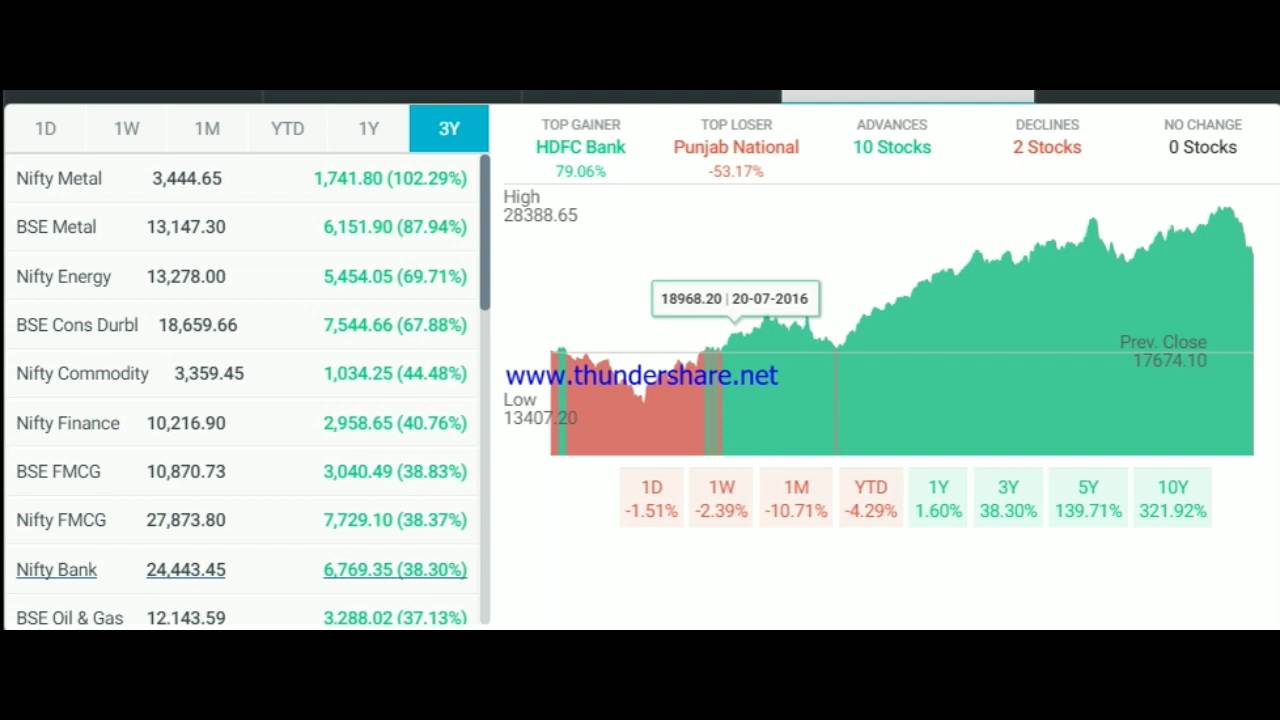 1D 1W 1M YTD 1Y 3Y
Nifty Metal 3,444.65 1,741.80 (102.29%)
BSE Metal 13,147.30 6,151.90 (87.94%)
Nifty Energy 13,278.00 5,454.05 (69.71%)
BSE Cons Durbl 18,659.66 7,544.66 (67.88%)
Nifty Commodity 3,359.45 1,034.25 (44.48%)
Nifty Finance 10,216.90 2,958.65 (40.76%)
BSE FMCG 10,870.73 3,040.49 (38.83%)
Nifty FMCG 27,873.80 7,729.10 (38.37%)
Nifty Bank 24,443.45 6,769.35 (38.30%)
BSE Oil & Gas 12,143.59 3,288.02 (37.13%)
TOP GAINER TOP LOSER ADVANCES DECLINES NO CHANGE
HDFC Bank Punjab National 10 Stocks 2 Stocks 0 Stocks
79.06% -53.17%
High
28388.65
18968.20 | 20-07-2016
Prev. Close
17674.10
www.thundershare.net
Low
13407.20
1D 1W 1M YTD 1Y 3Y 5Y 10Y
-1.51% -2.39% -10.71% -4.29% 1.60% 38.30% 139.71% 321.92%